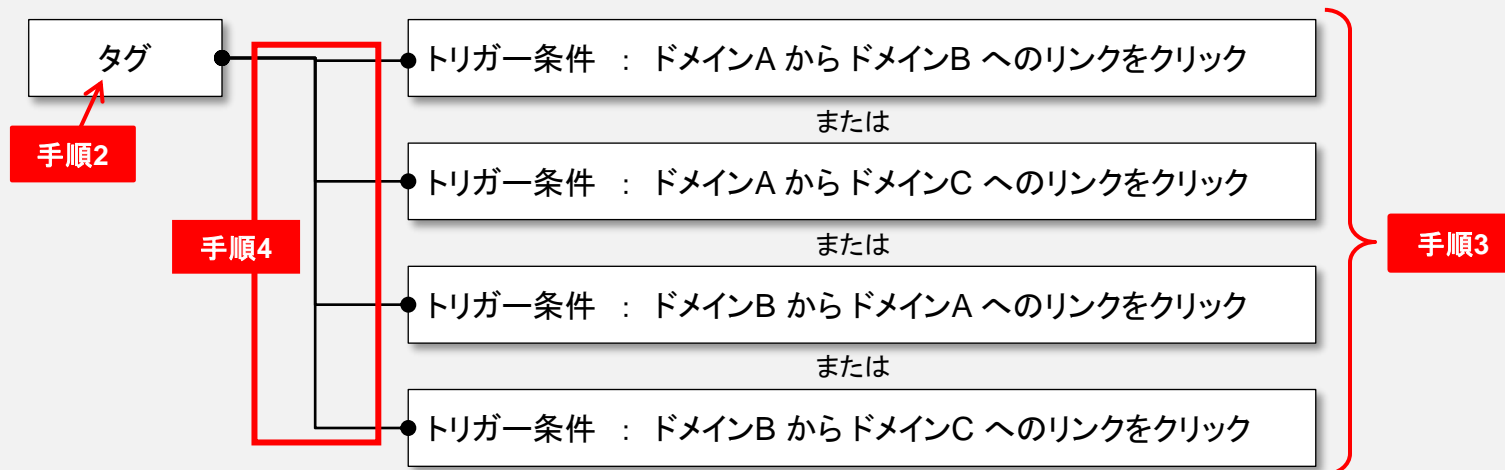 タグ
トリガー条件 : ドメインA から ドメインB へのリンクをクリック
手順2
または
トリガー条件 : ドメインA から ドメインC へのリンクをクリック
手順4
または
手順3
トリガー条件 : ドメインB から ドメインA へのリンクをクリック
または
トリガー条件 : ドメインB から ドメインC へのリンクをクリック